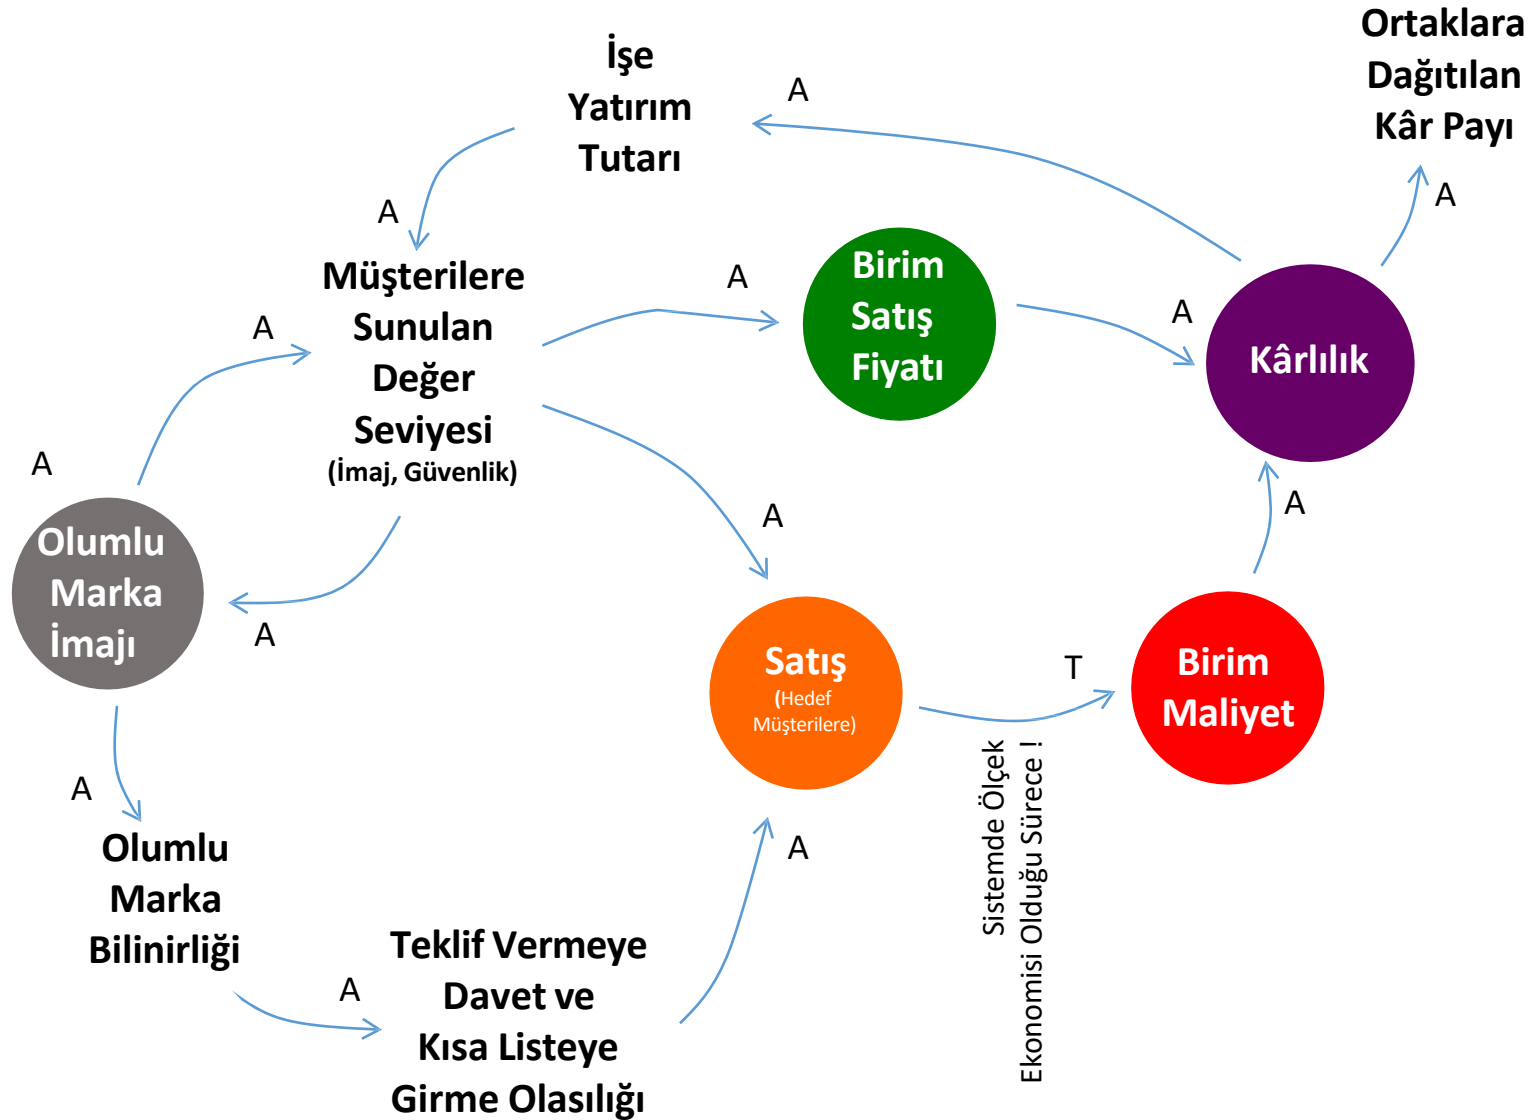 Ortaklara
Dağıtılan
Kâr Payı
A
İşe
Yatırım
Tutarı
A
A
Müşterilere
Sunulan
Değer
Seviyesi
(İmaj, Güvenlik)
A
Birim
Satış
Fiyatı
A
Kârlılık
A
A
Olumlu
Marka
İmajı
A
A
A
Satış
(Hedef
Müşterilere)
T
Birim
Maliyet
A
Sistemde Ölçek
Ekonomisi Olduğu Sürece !
A
Olumlu
Marka
Bilinirliği
A
Teklif Vermeye
Davet ve
Kısa Listeye
Girme Olasılığı
A